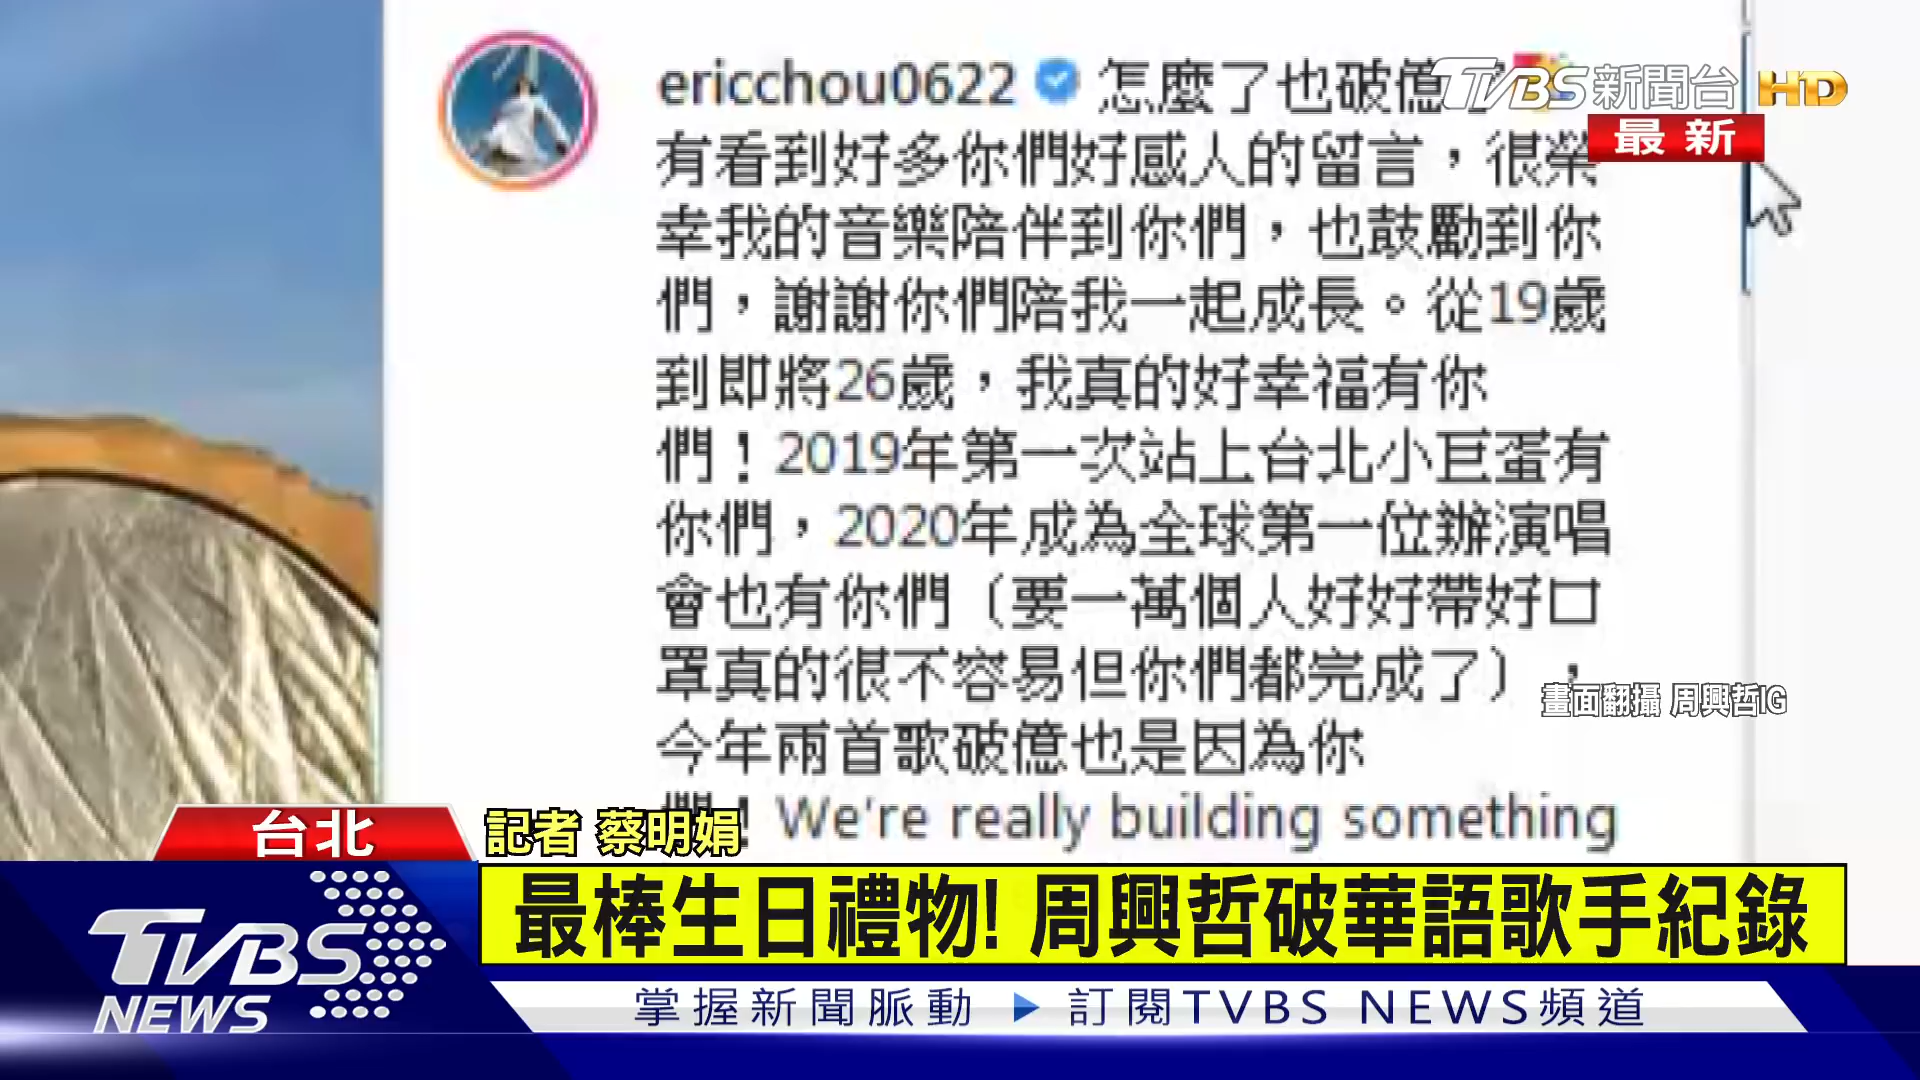 ericchou0622 怎麼了也破億了
TVBS新聞台 HD
最新
有看到好多你們好感人的留言，很榮
幸我的音樂陪伴到你們，也鼓勵到你
們，謝謝你們陪我一起成長。從19歲
到即將26歲，我真的好幸福有你
們！2019年第一次站上台北小巨蛋有
你們，2020年成為全球第一位辦演唱
會也有你們（要一萬個人好好帶好口
罩真的很不容易但你們都完成了），
畫面翻攝 周興哲IG
今年兩首歌破億也是因為你
們！We're really building something
台北
記者 蔡明娟
最棒生日禮物! 周興哲破華語歌手紀錄
TVBS
NEWS
掌握新聞脈動 ▶ 訂閱TVBS NEWS頻道